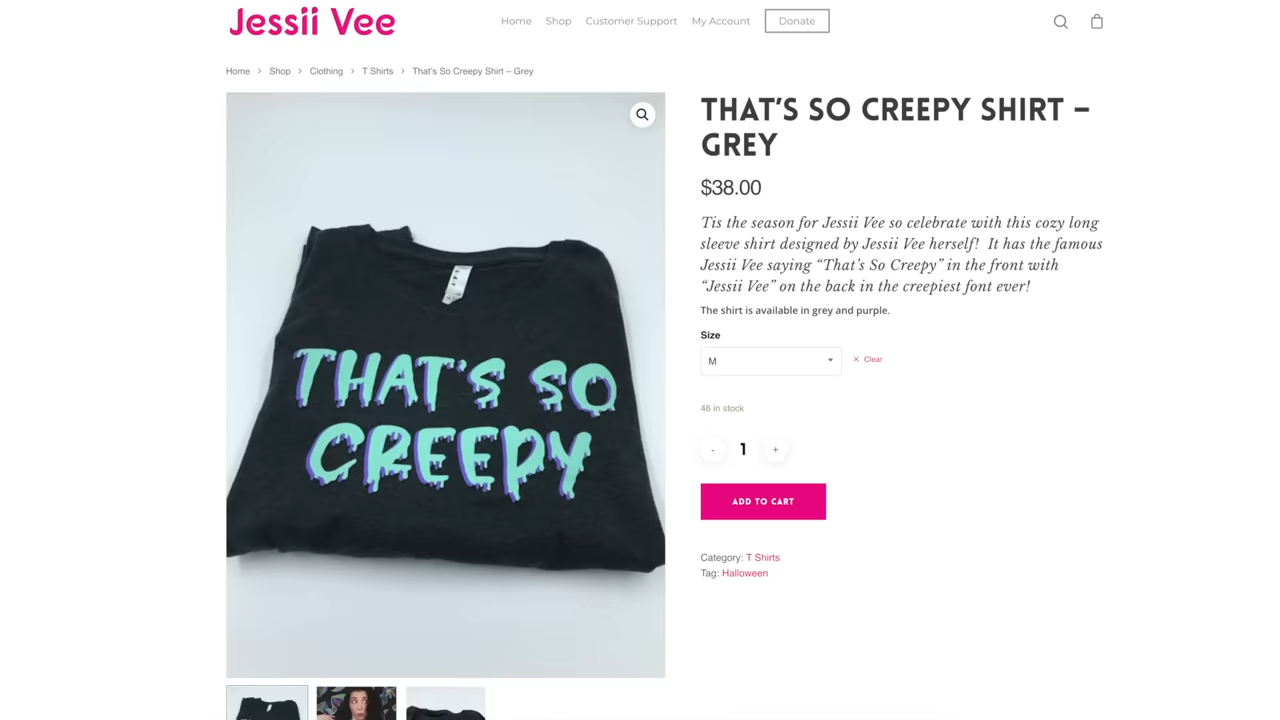 Jessii Vee
Home Shop Customer Support My Account Donate
Home > Shop > Clothing > T Shirts > That's So Creepy Shirt – Grey
THAT'S SO
CREEPY
THAT'S SO CREEPY SHIRT –
GREY
$38.00
Tis the season for Jessii Vee so celebrate with this cozy long
sleeve shirt designed by Jessii Vee herself! It has the famous
Jessii Vee saying “That's So Creepy” in the front with
“Jessii Vee” on the back in the creepiest font ever!
The shirt is available in grey and purple.
Size
M × Clear
46 in stock
- 1 +
ADD TO CART
Category: T Shirts
Tag: Halloween